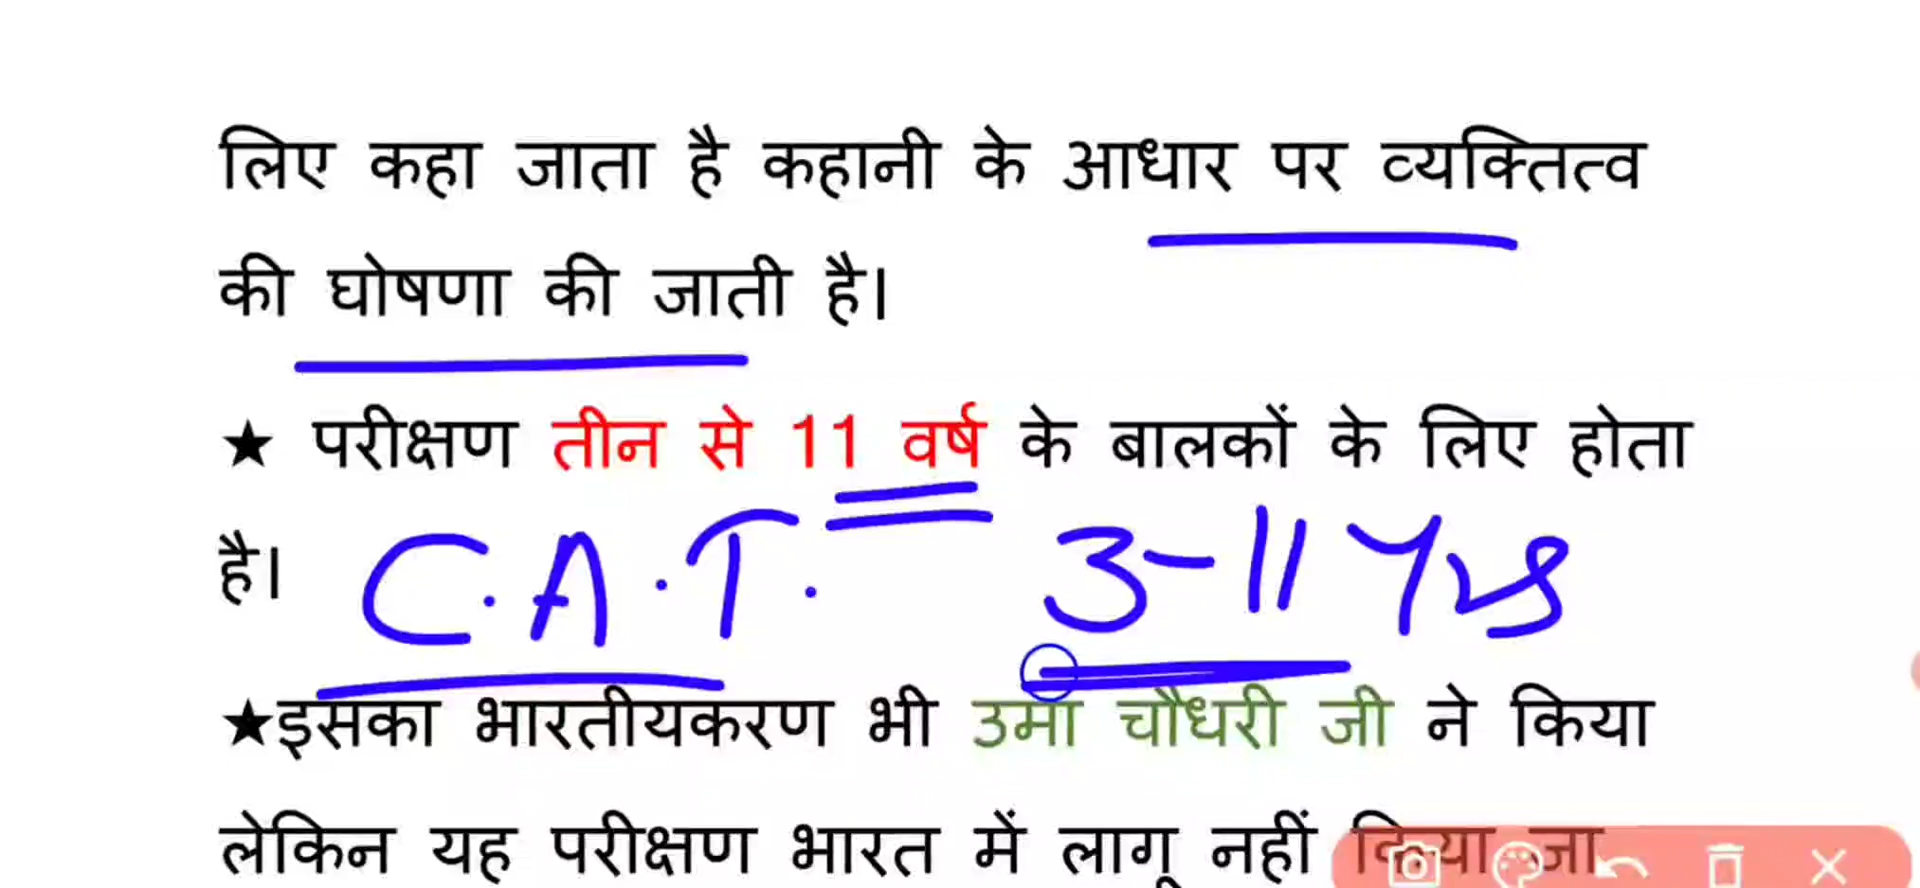 लिए कहा जाता है कहानी के आधार पर व्यक्तित्व
की घोषणा की जाती है।
★ परीक्षण तीन से 11 वर्ष के बालकों के लिए होता
है। C.A.T. 3-11 Yrs
★इसका भारतीयकरण भी उमा चौधरी जी ने किया
लेकिन यह परीक्षण भारत में लागू नहीं किया जा